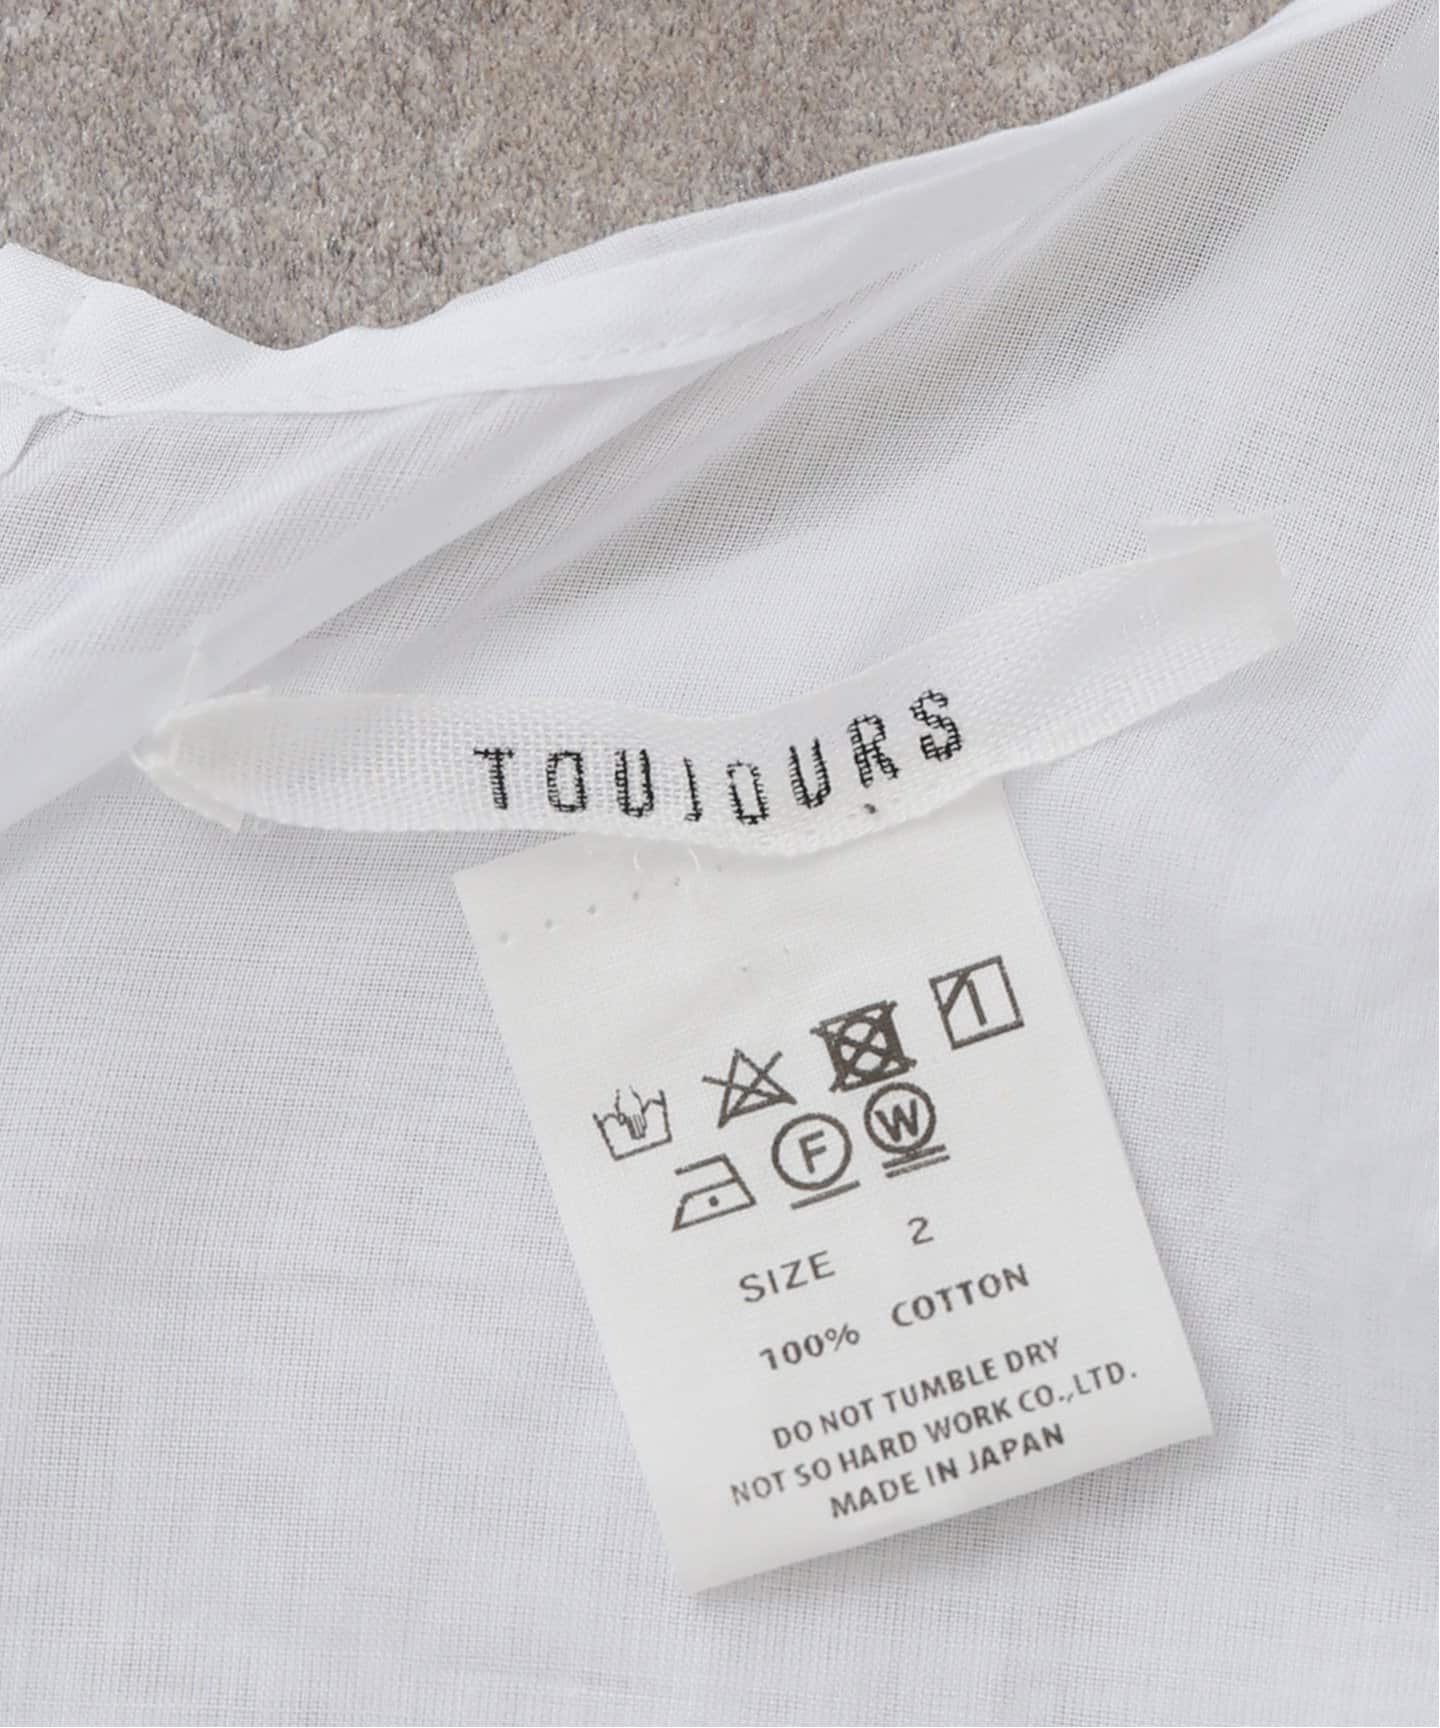 TOUJOURS
F W
SIZE 2
100% COTTON
DO NOT TUMBLE DRY
NOT SO HARD WORK CO.,LTD.
MADE IN JAPAN